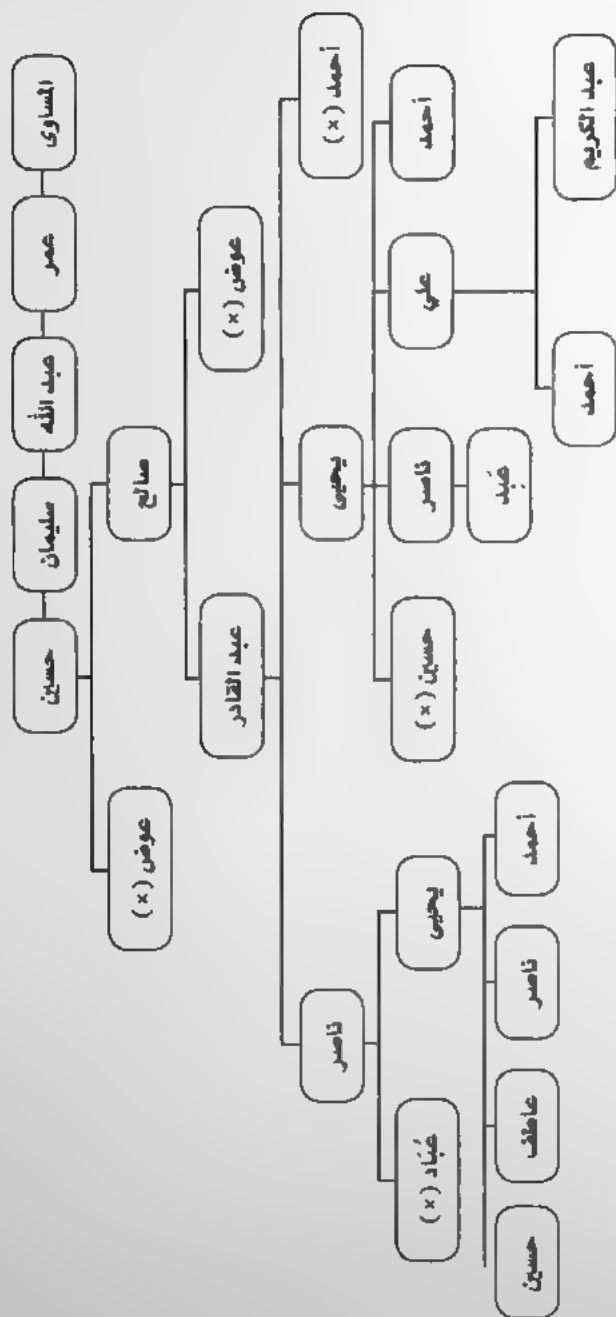 المساوى عمر عبد الله سليمان حسين
صالح عوض (x)
عوض (x) عبد القادر
أحمد (x) يحيى ناصر
أحمد علي ناصر حسين (x) يحيى عُبَاد (x)
عَبِد أحمد ناصر عاطف حسين
عبد الكريم أحمد